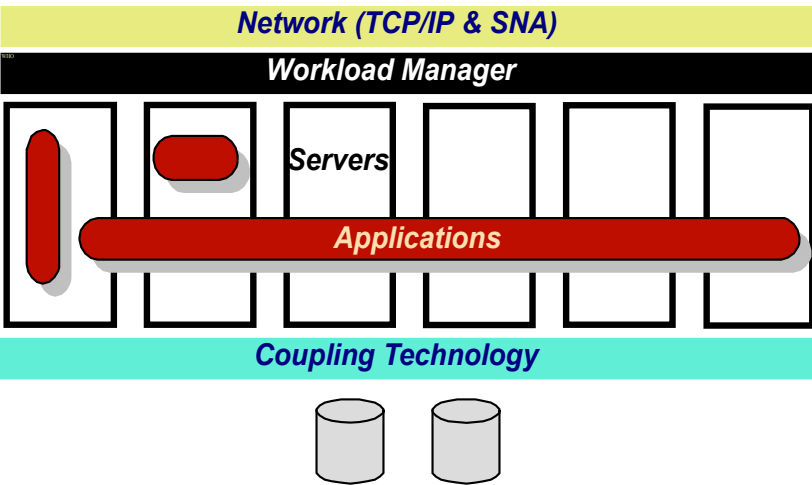 Network (TCP/IP & SNA)
Workload Manager
Servers
Applications
Coupling Technology